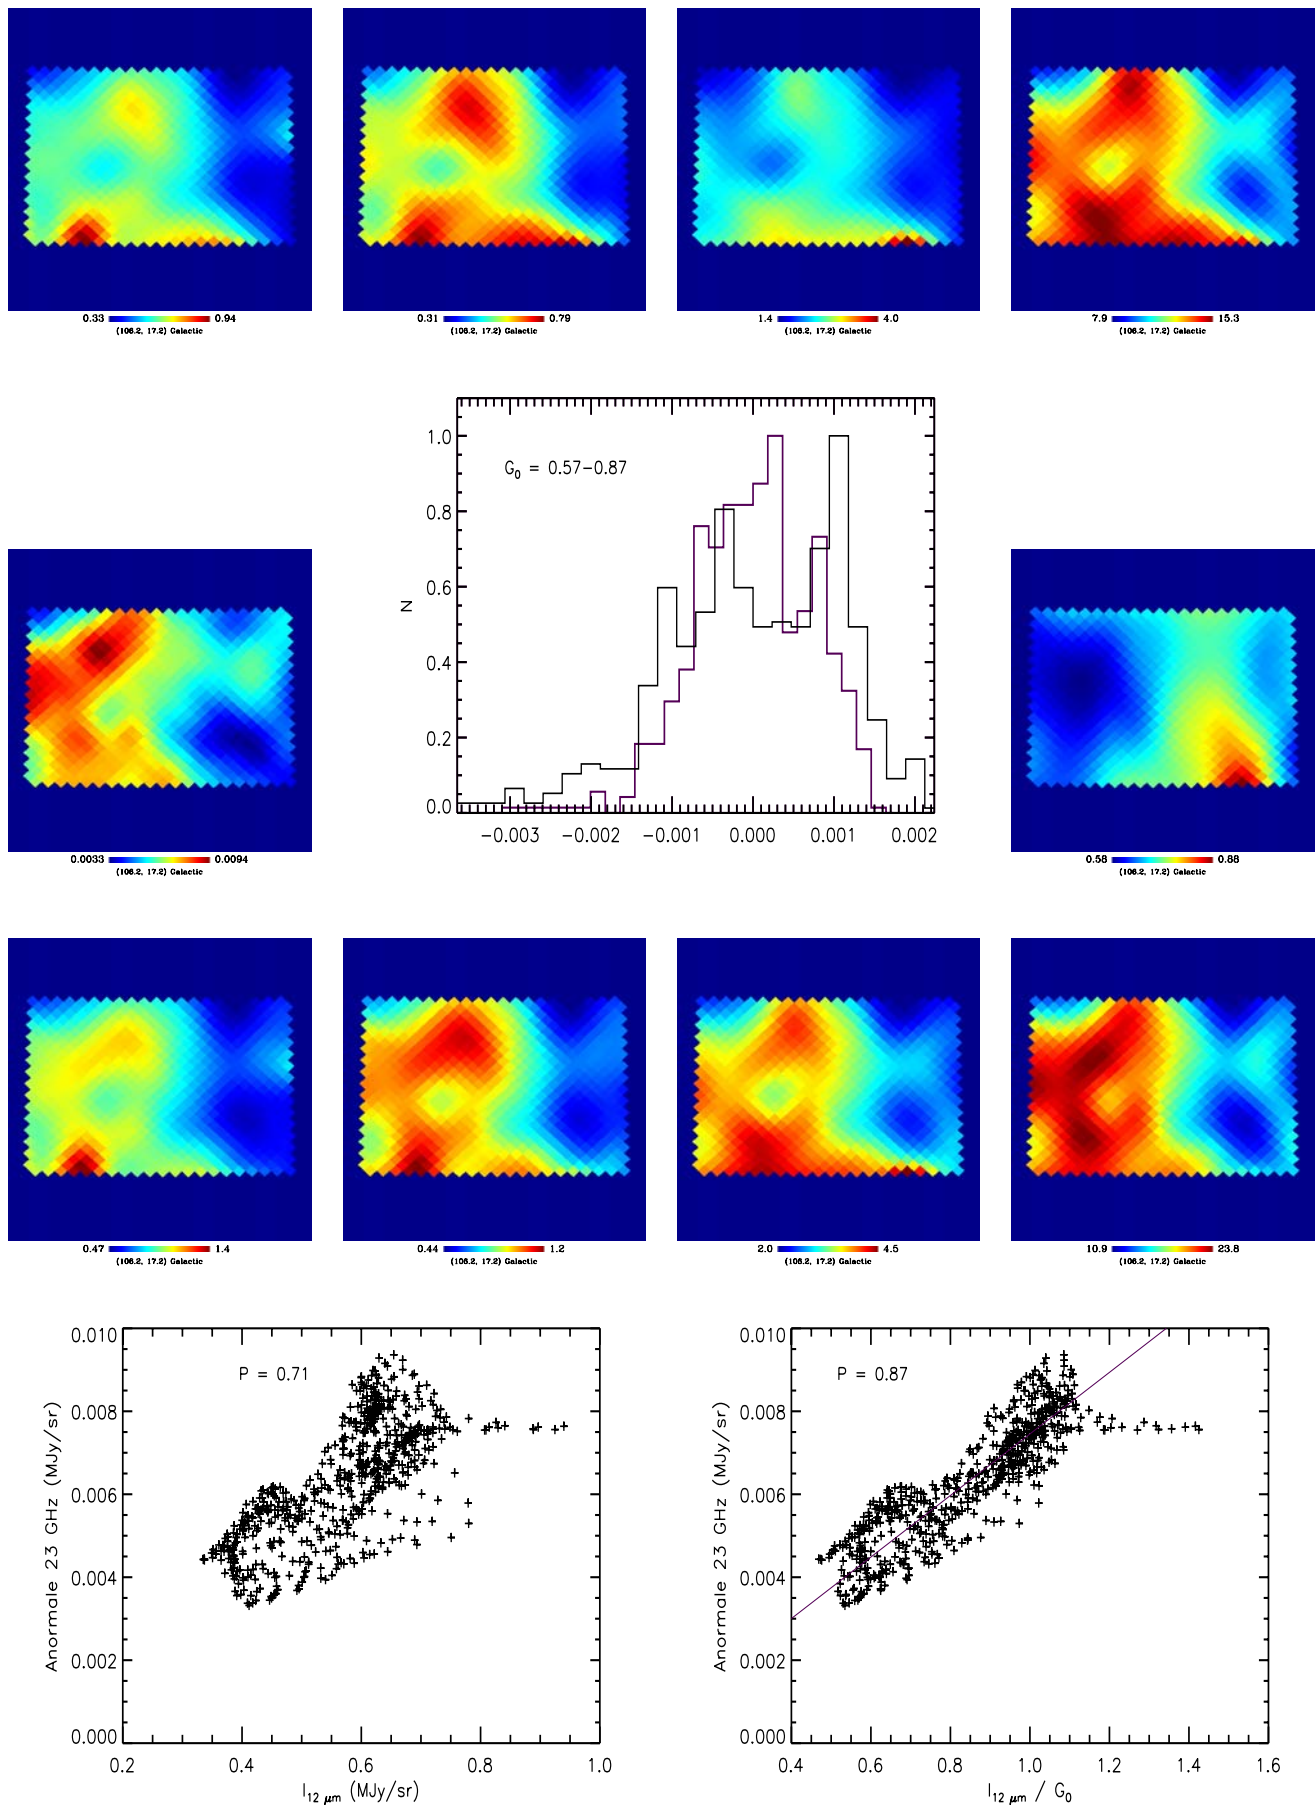 0.33 0.94
(106.2, 17.2) Galactic
0.31 0.79
(106.2, 17.2) Galactic
1.4 4.0
(106.2, 17.2) Galactic
7.9 15.3
(106.2, 17.2) Galactic
G0 = 0.57-0.87
N
1.0
0.8
0.6
0.4
0.2
0.0
-0.003 -0.002 -0.001 0.000 0.001 0.002
0.0033 0.0094
(106.2, 17.2) Galactic
0.58 0.88
(106.2, 17.2) Galactic
0.47 1.4
(106.2, 17.2) Galactic
0.44 1.2
(106.2, 17.2) Galactic
2.0 4.5
(106.2, 17.2) Galactic
10.9 23.8
(106.2, 17.2) Galactic
P = 0.71
Anormale 23 GHz (MJy/sr)
0.010
0.008
0.006
0.004
0.002
0.000
0.2 0.4 0.6 0.8 1.0
I12 μm (MJy/sr)
P = 0.87
Anormale 23 GHz (MJy/sr)
0.010
0.008
0.006
0.004
0.002
0.000
0.4 0.6 0.8 1.0 1.2 1.4 1.6
I12 μm / G0